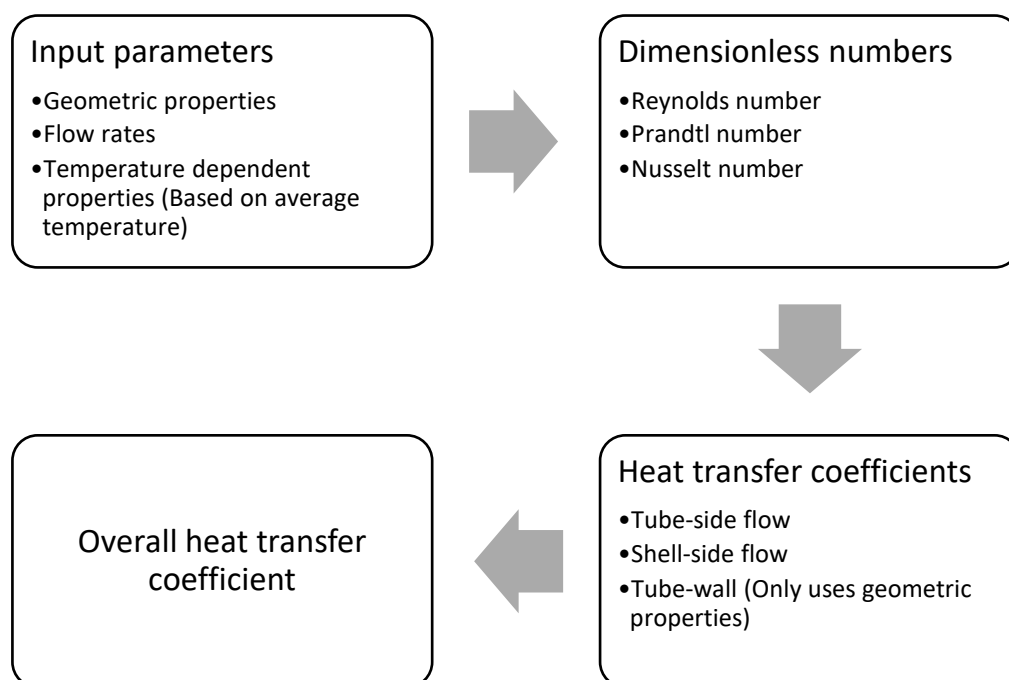 Input parameters
•Geometric properties
•Flow rates
•Temperature dependent
properties (Based on average
temperature)
Dimensionless numbers
•Reynolds number
•Prandtl number
•Nusselt number
Heat transfer coefficients
•Tube-side flow
•Shell-side flow
•Tube-wall (Only uses geometric
properties)
Overall heat transfer
coefficient